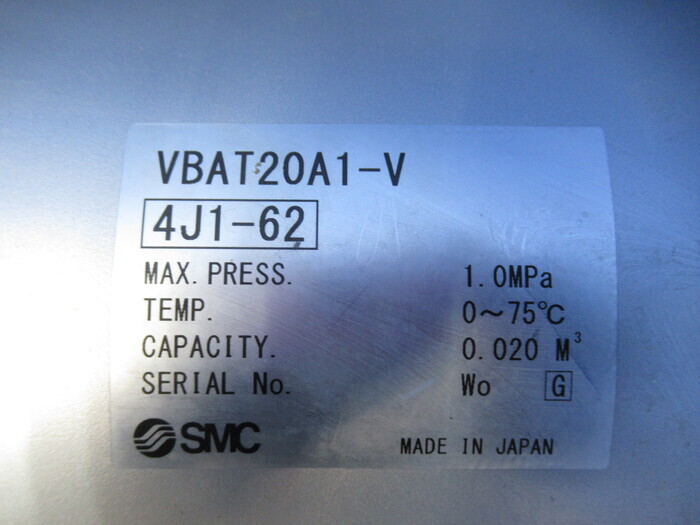 VBAT20A1-V
4J1-62
MAX. PRESS. 1.0MPa
TEMP. 0～75℃
CAPACITY. 0.020 M³
SERIAL No. Wo G
SMC MADE IN JAPAN